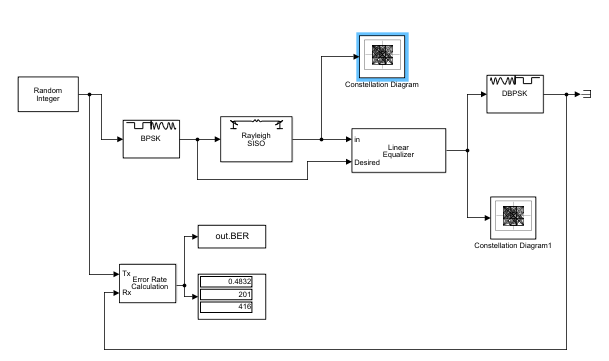 Constellation Diagram
Random
Integer
BPSK
Rayleigh
SISO
in
Desired
Linear
Equalizer
DBPSK
Constellation Diagram1
out.BER
Tx
Rx
Error Rate
Calculation
0.4832
201
416